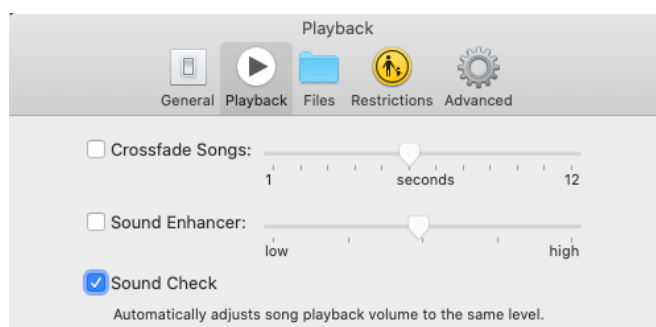 Playback
General Playback Files Restrictions Advanced
Crossfade Songs:
1 seconds 12
Sound Enhancer:
low high
Sound Check
Automatically adjusts song playback volume to the same level.